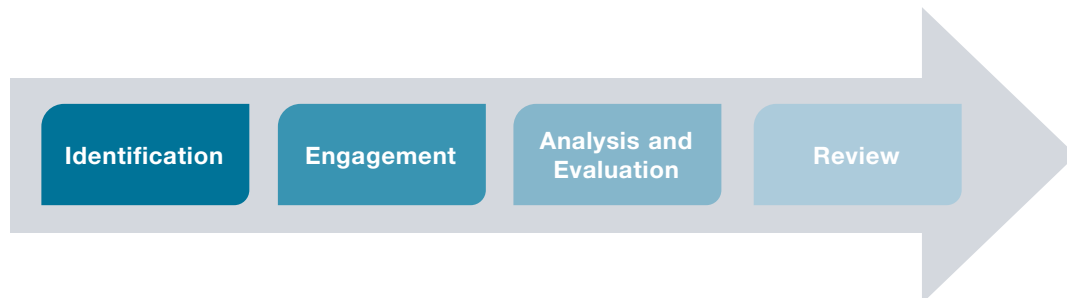 Identification
Engagement
Analysis and
Evaluation
Review